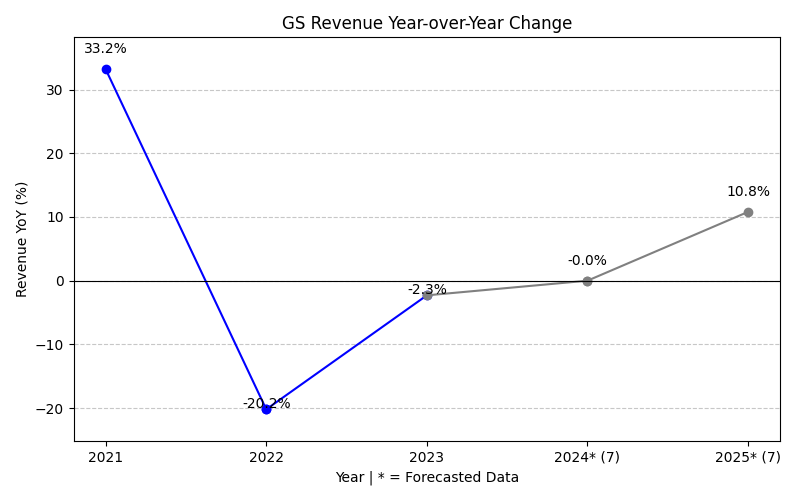 GS Revenue Year-over-Year Change
33.2%
30
20
10.8%
10
-0.0%
0
-2.3%
−10
-20.2%
−20
Revenue YoY (%)
2021 2022 2023 2024* (7) 2025* (7)
Year | * = Forecasted Data